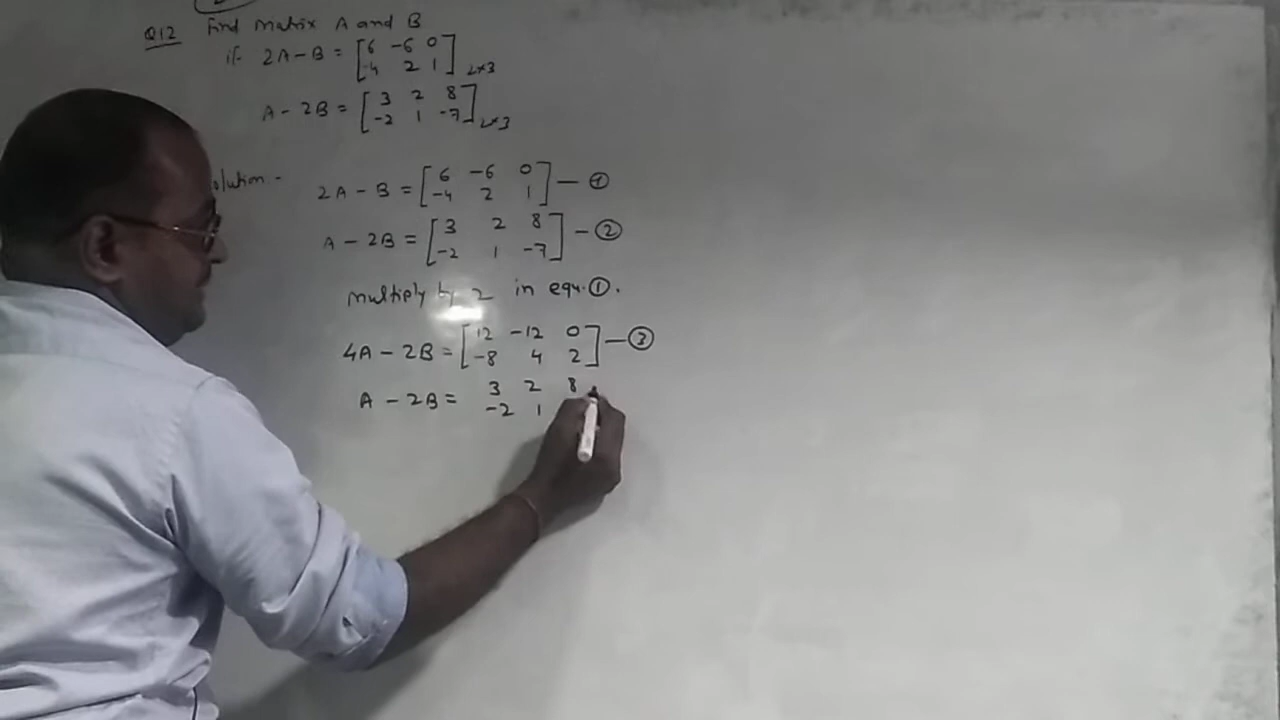 Q12 Find Matrix A and B
if 2A - B = [6 -6 0
-4 2 1] 2×3
A - 2B = [3 2 8
-2 1 -7] 2×3
olution:-
2A - B = [6 -6 0
-4 2 1] — ①
A - 2B = [3 2 8
-2 1 -7] — ②
multiply by 2 in equ. ①.
4A - 2B = [12 -12 0
-8 4 2] — ③
A - 2B = 3 2 8
-2 1